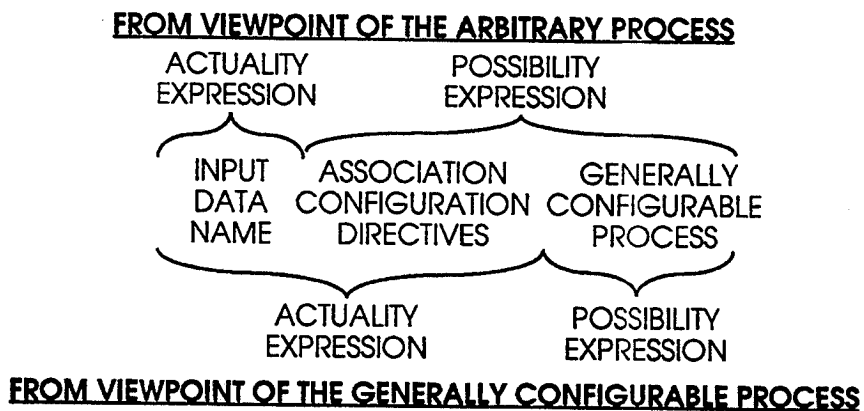 FROM VIEWPOINT OF THE ARBITRARY PROCESS
ACTUALITY EXPRESSION
POSSIBILITY EXPRESSION
INPUT DATA NAME
ASSOCIATION CONFIGURATION DIRECTIVES
GENERALLY CONFIGURABLE PROCESS
ACTUALITY EXPRESSION
POSSIBILITY EXPRESSION
FROM VIEWPOINT OF THE GENERALLY CONFIGURABLE PROCESS